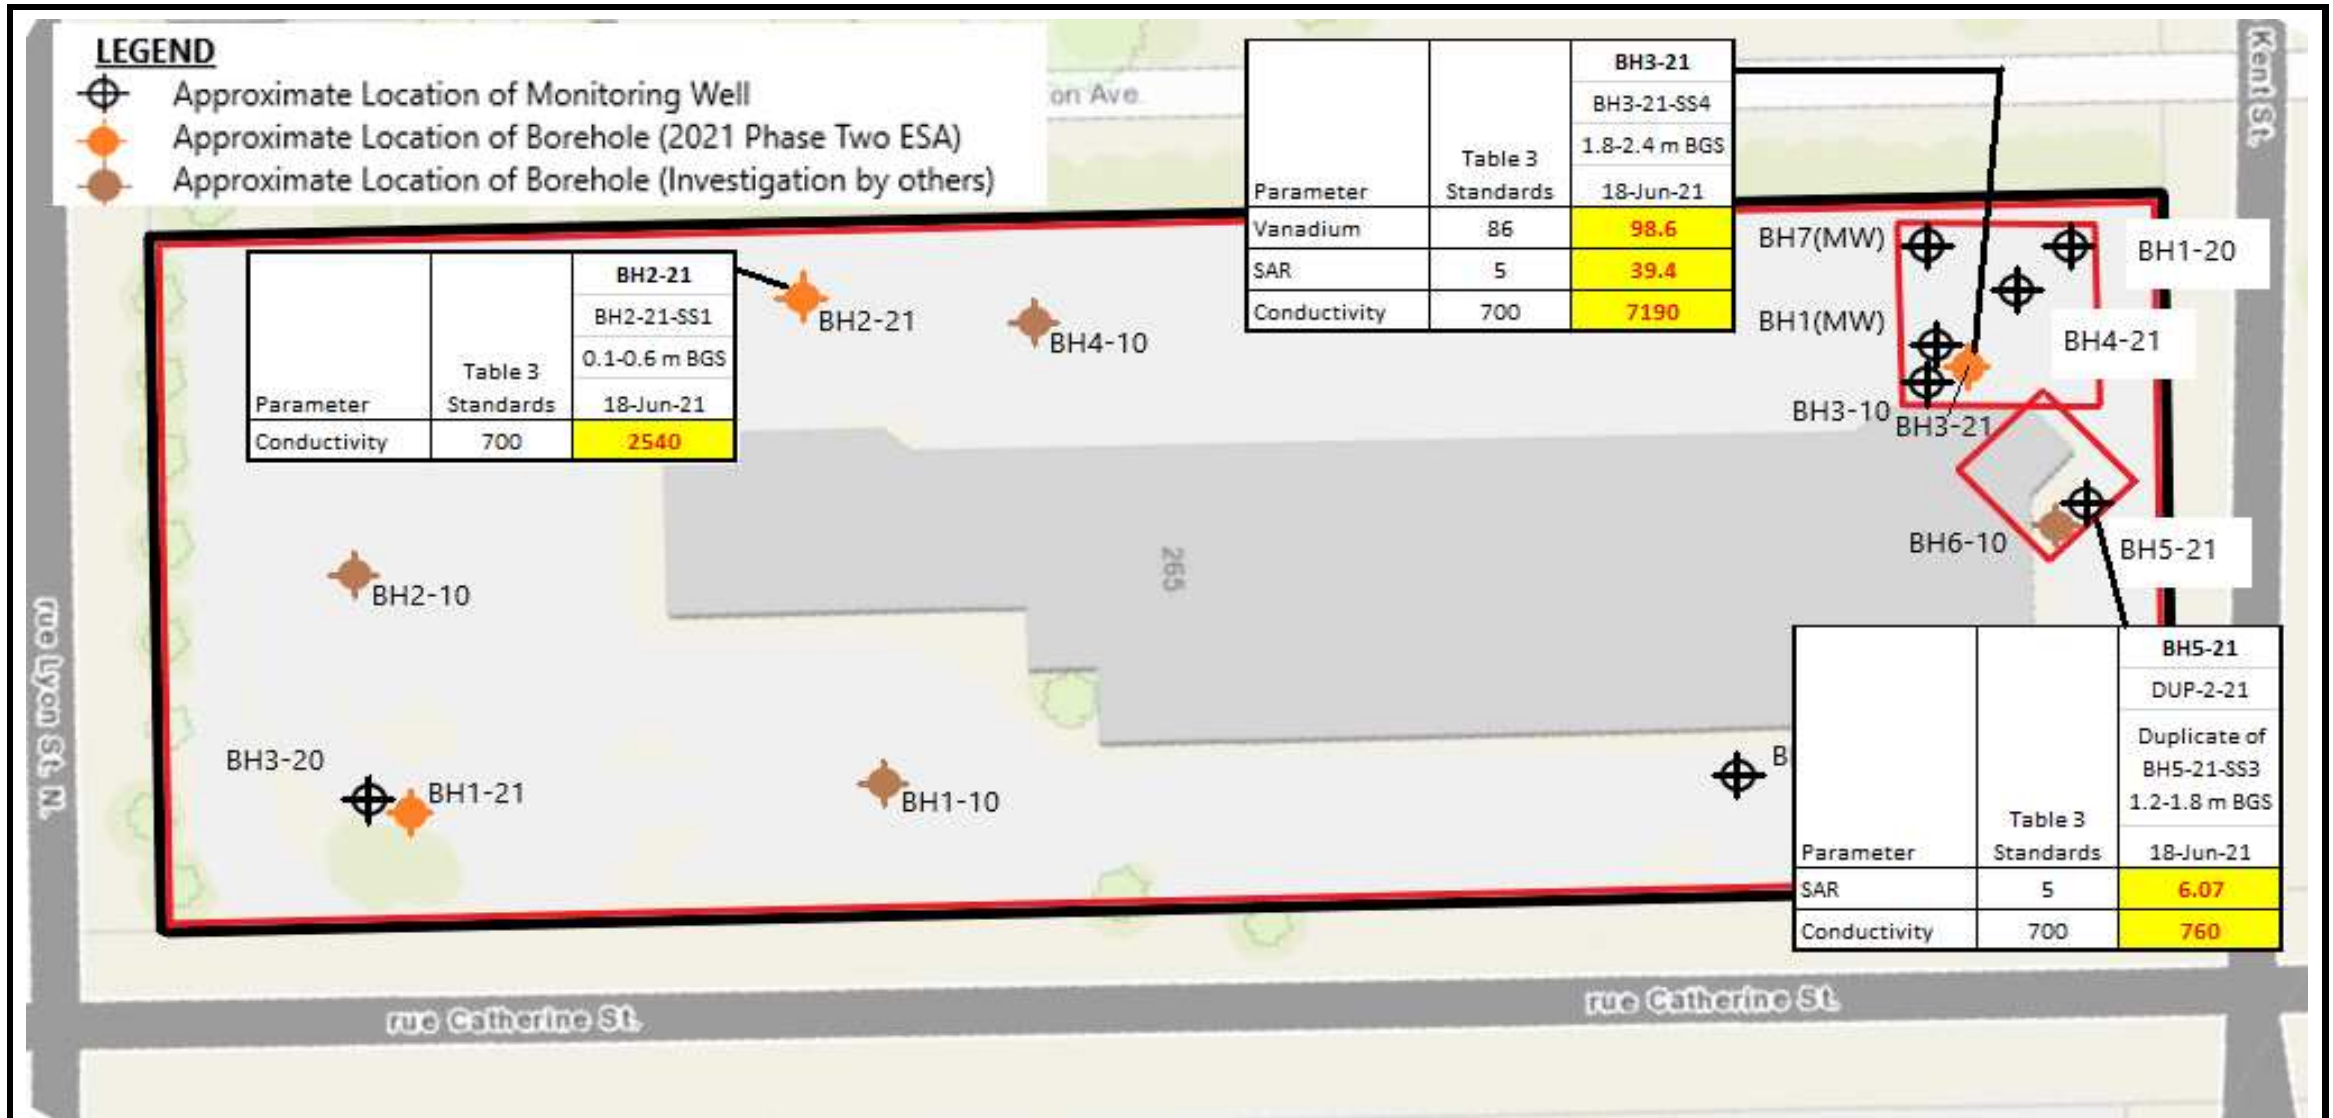 LEGEND
Approximate Location of Monitoring Well
Approximate Location of Borehole (2021 Phase Two ESA)
Approximate Location of Borehole (Investigation by others)
on Ave.
Kent St.
BH3-21
BH3-21-SS4
1.8-2.4 m BGS
Parameter Table 3 Standards 18-Jun-21
Vanadium 86 98.6
SAR 5 39.4
Conductivity 700 7190
BH2-21
BH2-21-SS1
0.1-0.6 m BGS
Parameter Table 3 Standards 18-Jun-21
Conductivity 700 2540
BH2-21
BH4-10
BH7(MW)
BH1-20
BH1(MW)
BH4-21
BH3-10
BH3-21
BH6-10
BH5-21
265
BH2-10
rue Lyon St. N.
BH3-20
BH1-21
BH1-10
B
BH5-21
DUP-2-21
Duplicate of
BH5-21-SS3
1.2-1.8 m BGS
Parameter Table 3 Standards 18-Jun-21
SAR 5 6.07
Conductivity 700 760
rue Catherine St.
rue Catherine St.